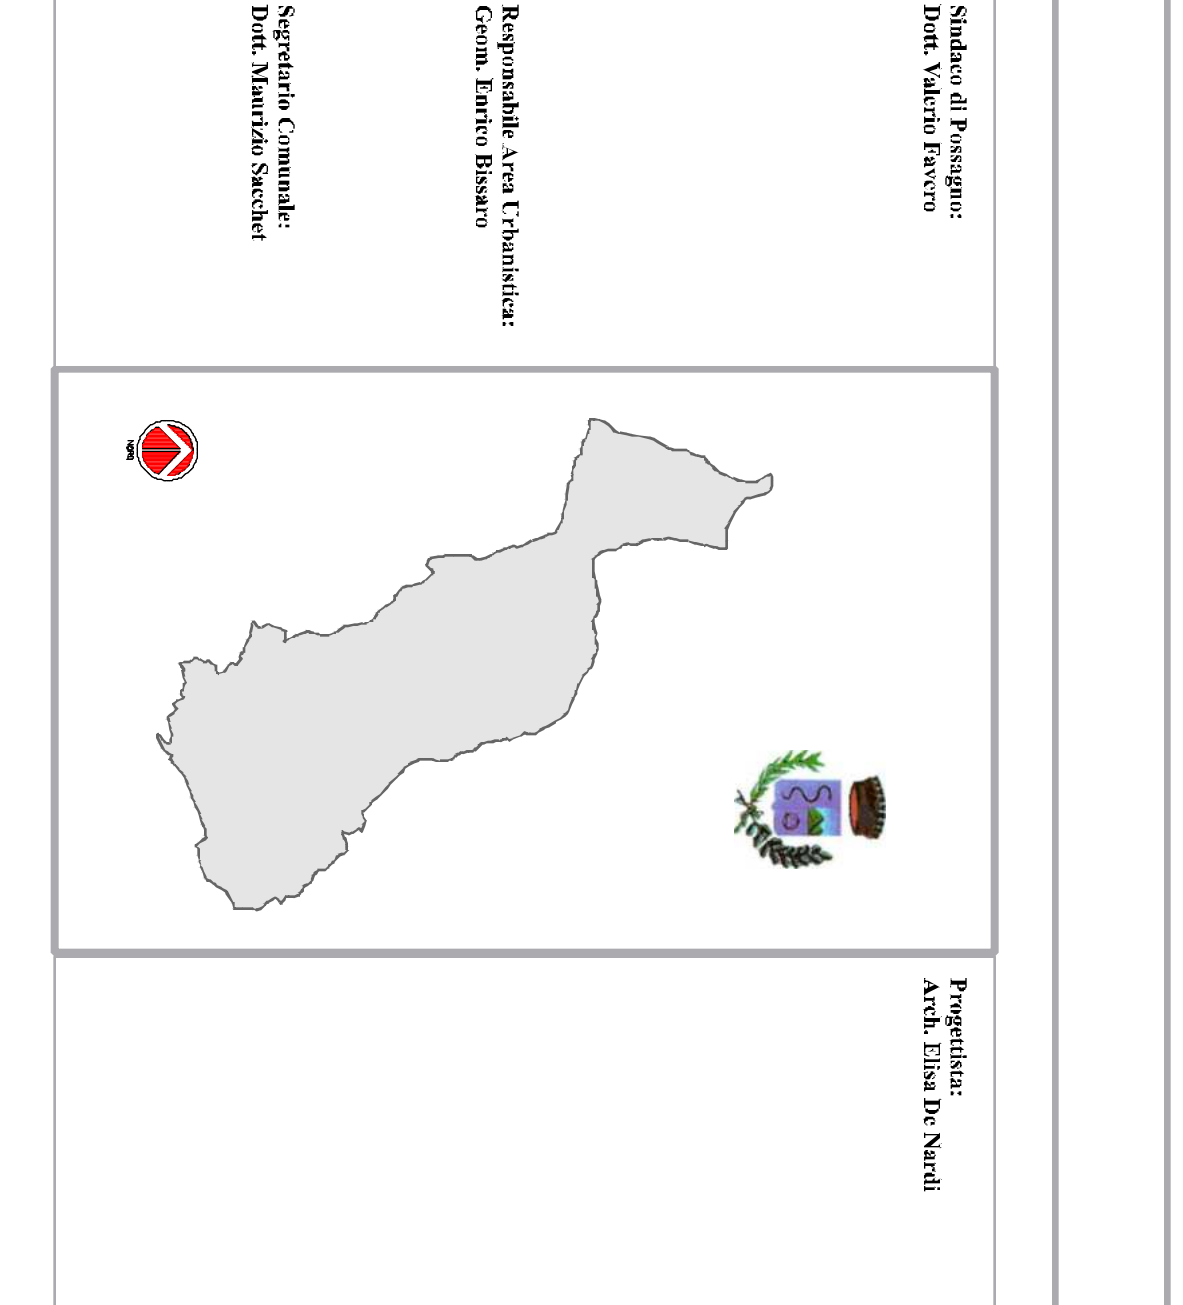 Sindaco di Possagno:
Dott. Valerio Favero
Responsabile Area Urbanistica:
Geom. Enrico Bissaro
Segretario Comunale:
Dott. Maurizio Sacchet
NORD
Progettista:
Arch. Elisa De Nardi